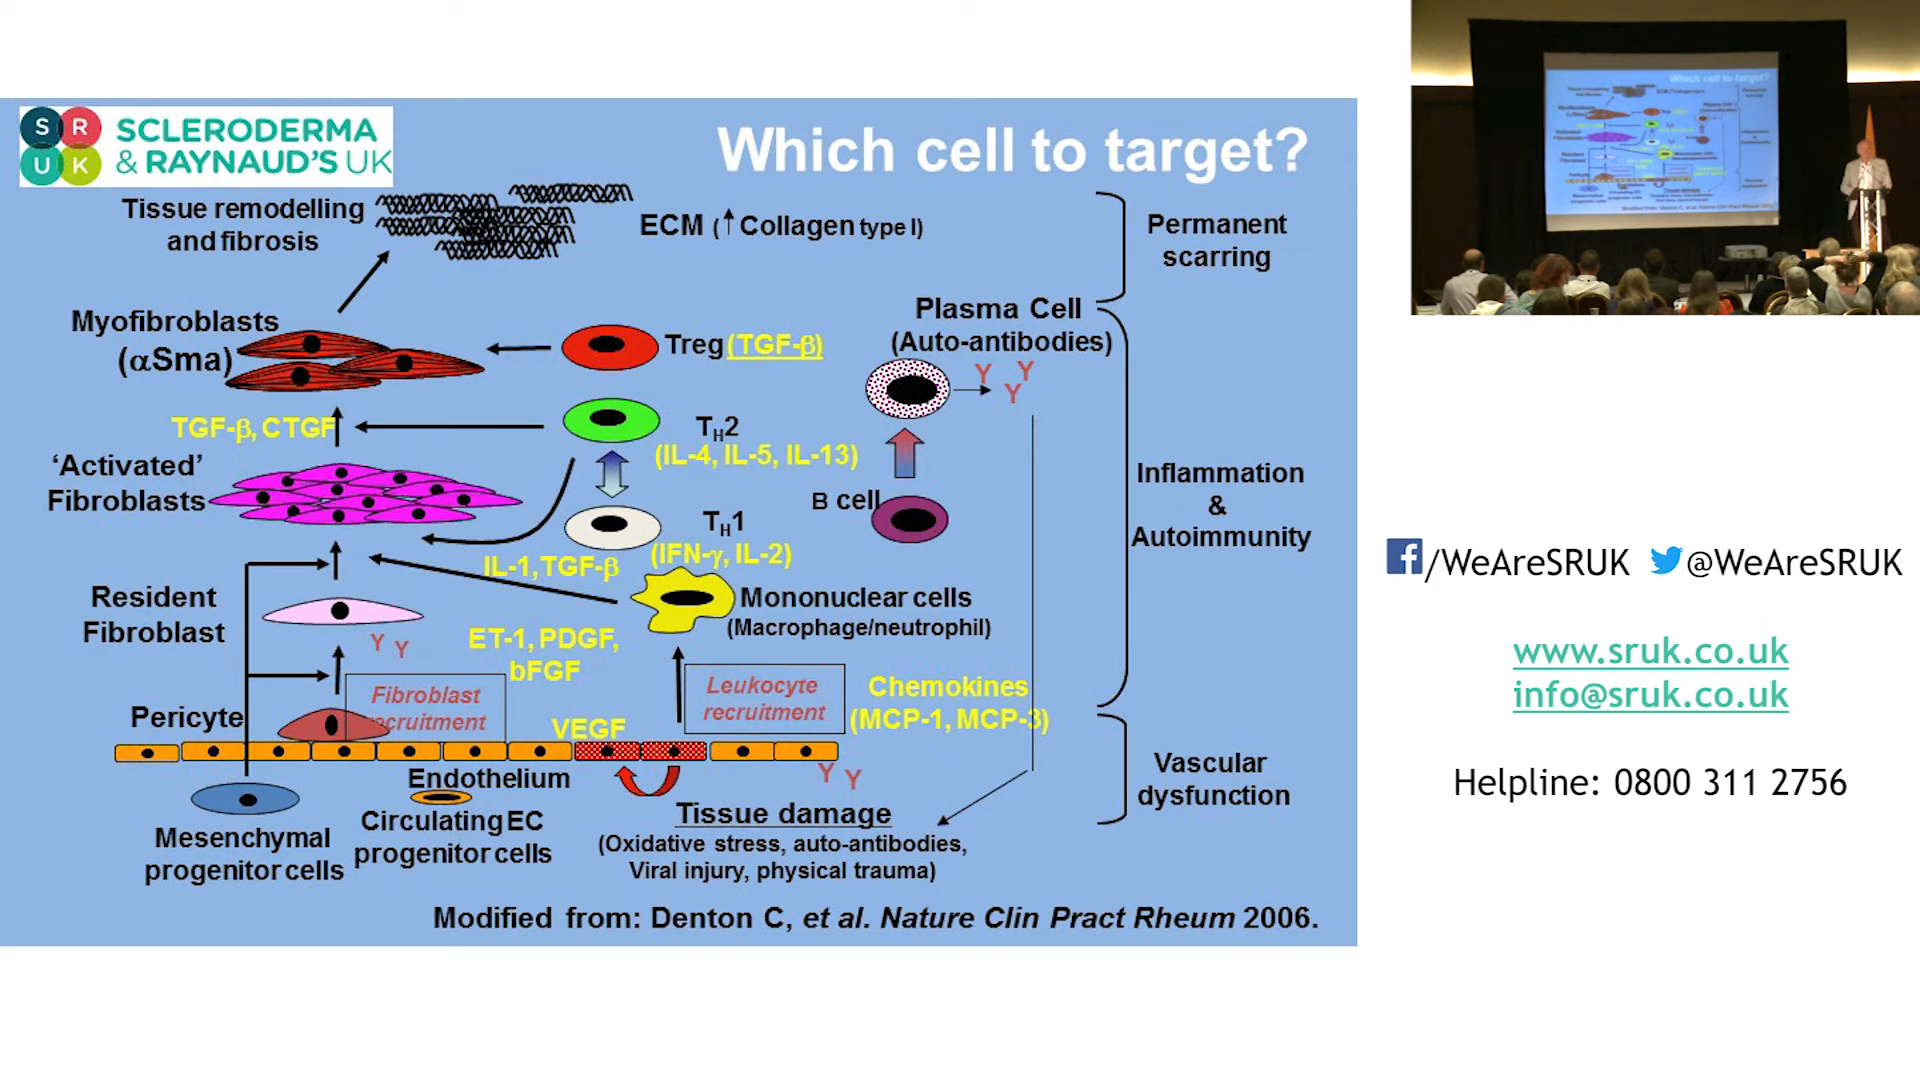 S R
U K
SCLERODERMA
& RAYNAUD'S UK
Which cell to target?
Tissue remodelling
and fibrosis
ECM (↑ Collagen type I)
Permanent
scarring
Myofibroblasts
(αSma)
Treg (TGF-β)
Plasma Cell
(Auto-antibodies)
Y Y
Y
TGF-β, CTGF
TH2
(IL-4, IL-5, IL-13)
'Activated'
Fibroblasts
B cell
Inflammation
&
Autoimmunity
TH1
(IFN-γ, IL-2)
IL-1, TGF-β
Resident
Fibroblast
Mononuclear cells
(Macrophage/neutrophil)
Y Y
ET-1, PDGF,
bFGF
Fibroblast
recruitment
Leukocyte
recruitment
Chemokines
(MCP-1, MCP-3)
Pericyte
VEGF
Endothelium
Y Y
Vascular
dysfunction
Tissue damage
(Oxidative stress, auto-antibodies,
Viral injury, physical trauma)
Circulating EC
progenitor cells
Mesenchymal
progenitor cells
Modified from: Denton C, et al. Nature Clin Pract Rheum 2006.
Which cell to target?
f/WeAreSRUK @WeAreSRUK
www.sruk.co.uk
info@sruk.co.uk
Helpline: 0800 311 2756